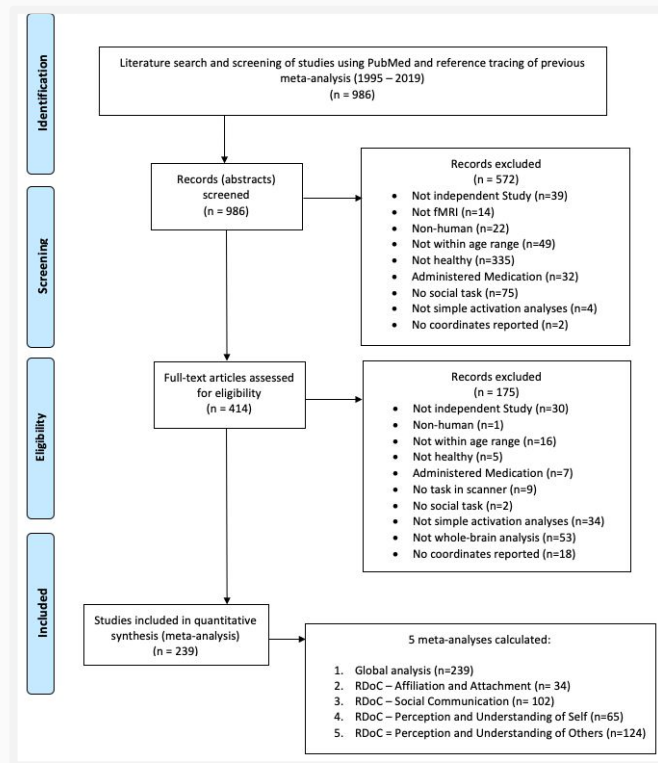 Identification
Literature search and screening of studies using PubMed and reference tracing of previous
meta-analysis (1995 – 2019)
(n = 986)
Screening
Records (abstracts)
screened
(n = 986)
Records excluded
(n = 572)
• Not independent Study (n=39)
• Not fMRI (n=14)
• Non-human (n=22)
• Not within age range (n=49)
• Not healthy (n=335)
• Administered Medication (n=32)
• No social task (n=75)
• Not simple activation analyses (n=4)
• No coordinates reported (n=2)
Eligibility
Full-text articles assessed
for eligibility
(n = 414)
Records excluded
(n = 175)
• Not independent Study (n=30)
• Non-human (n=1)
• Not within age range (n=16)
• Not healthy (n=5)
• Administered Medication (n=7)
• No task in scanner (n=9)
• No social task (n=2)
• Not simple activation analyses (n=34)
• Not whole-brain analysis (n=53)
• No coordinates reported (n=18)
Included
Studies included in quantitative
synthesis (meta-analysis)
(n = 239)
5 meta-analyses calculated:
1. Global analysis (n=239)
2. RDoC – Affiliation and Attachment (n= 34)
3. RDoC – Social Communication (n= 102)
4. RDoC – Perception and Understanding of Self (n=65)
5. RDoC = Perception and Understanding of Others (n=124)